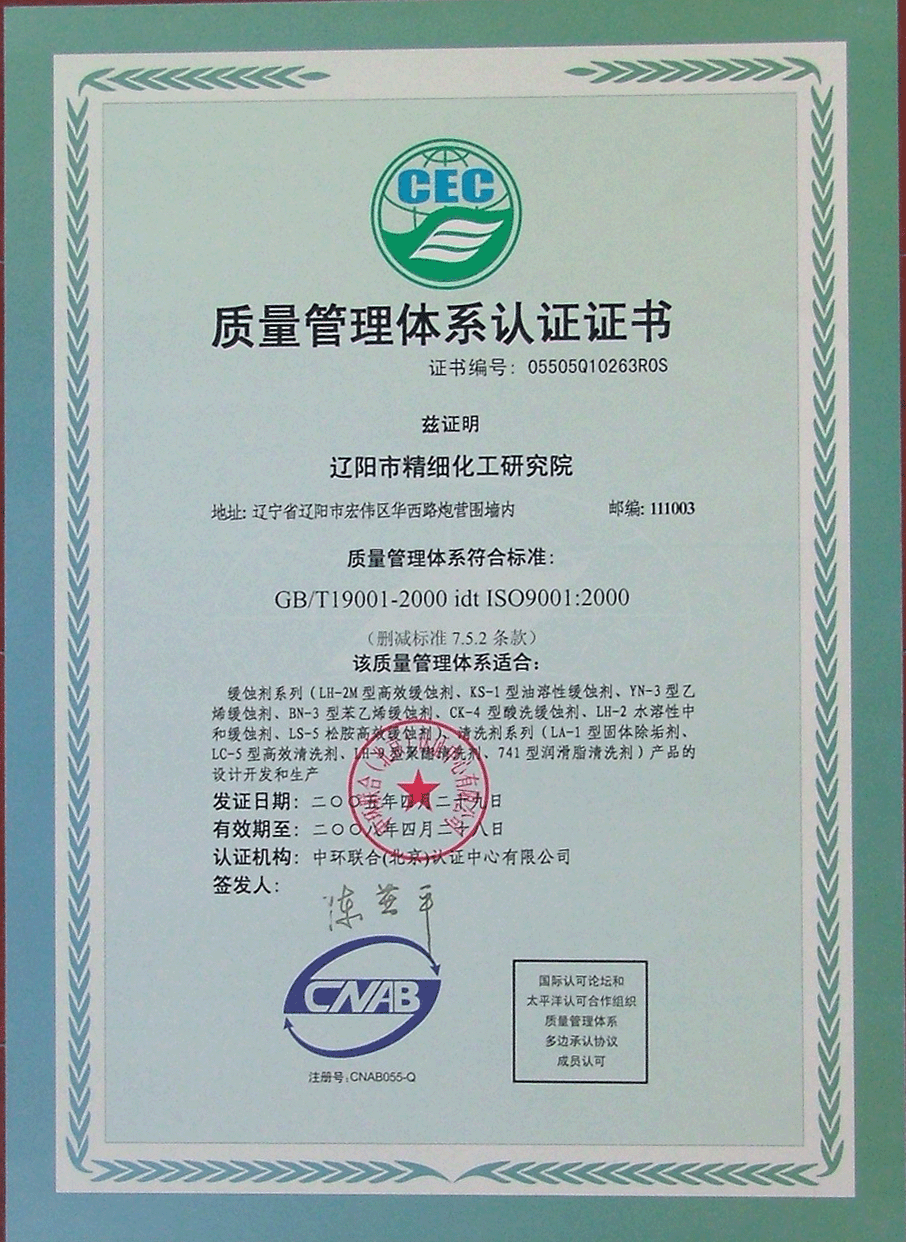 CEC
质量管理体系认证证书
证书编号：05505Q10263R0S
兹证明
辽阳市精细化工研究院
地址: 辽宁省辽阳市宏伟区华西路炮营围墙内 邮编: 111003
质量管理体系符合标准：
GB/T19001-2000 idt ISO9001:2000
（删减标准 7.5.2 条款）
该质量管理体系适合：
缓蚀剂系列（LH-2M 型高效缓蚀剂、KS-1 型油溶性缓蚀剂、YN-3 型乙
烯缓蚀剂、BN-3 型苯乙烯缓蚀剂、CK-4 型酸洗缓蚀剂、LH-2 水溶性中
和缓蚀剂、LS-5 松胺高效缓蚀剂）、清洗剂系列（LA-1 型固体除垢剂、
LC-5 型高效清洗剂、LH-9 型聚酯清洗剂、741 型润滑脂清洗剂）产品的
设计开发和生产
发证日期：二〇〇五年四月二十九日
有效期至：二〇〇八年四月二十八日
认证机构：中环联合(北京)认证中心有限公司
签发人：
CNAB
注册号:CNAB055-Q
国际认可论坛和
太平洋认可合作组织
质量管理体系
多边承认协议
成员认可